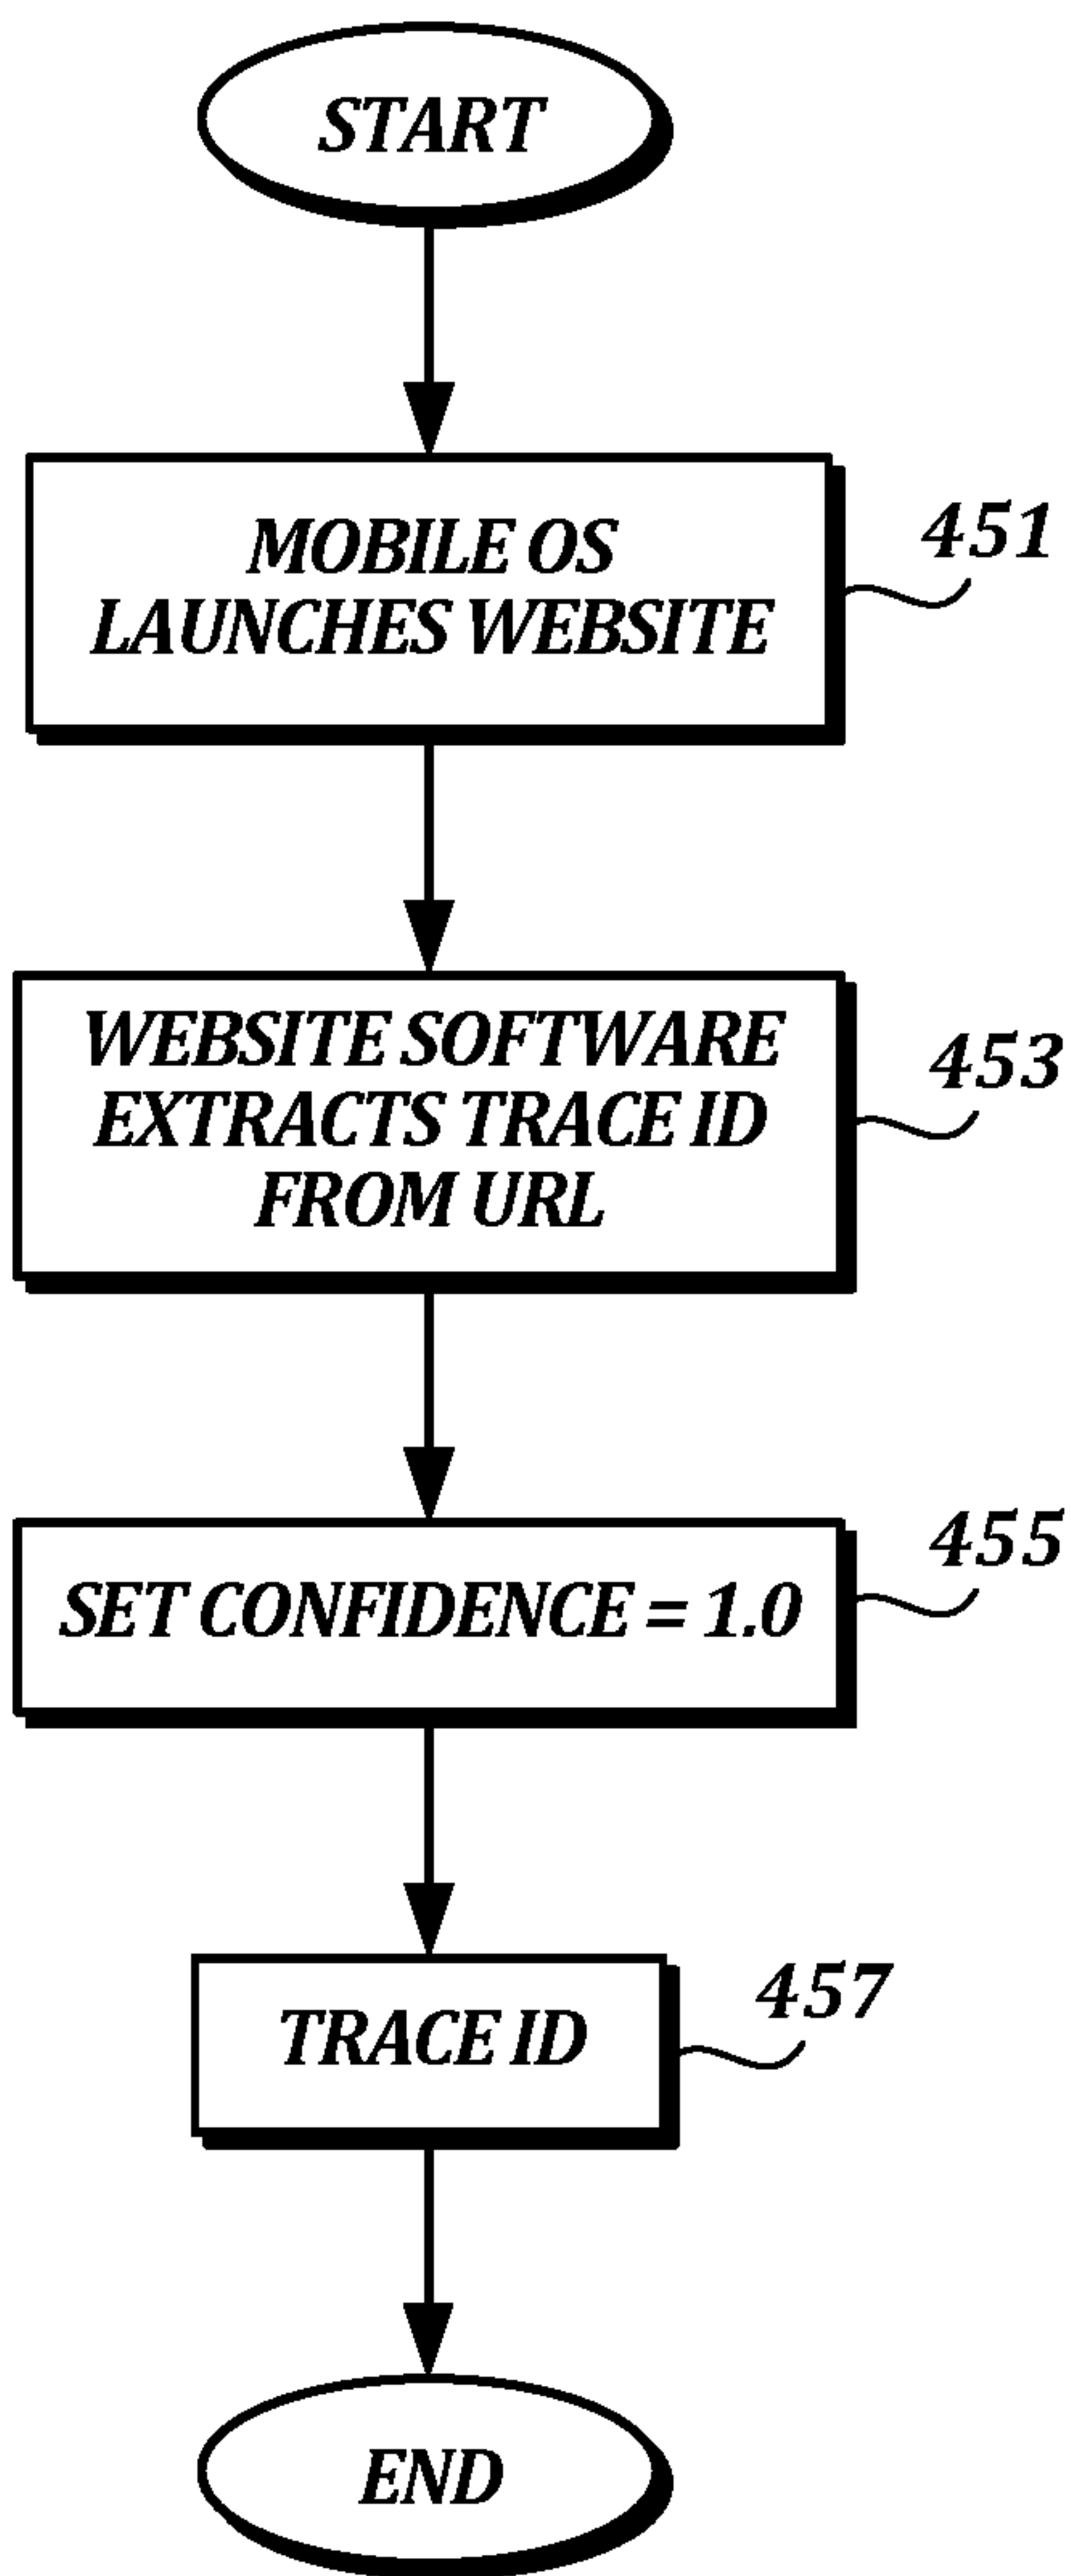 START
MOBILE OS
LAUNCHES WEBSITE
451
WEBSITE SOFTWARE
EXTRACTS TRACE ID
FROM URL
453
SET CONFIDENCE = 1.0
455
TRACE ID
457
END